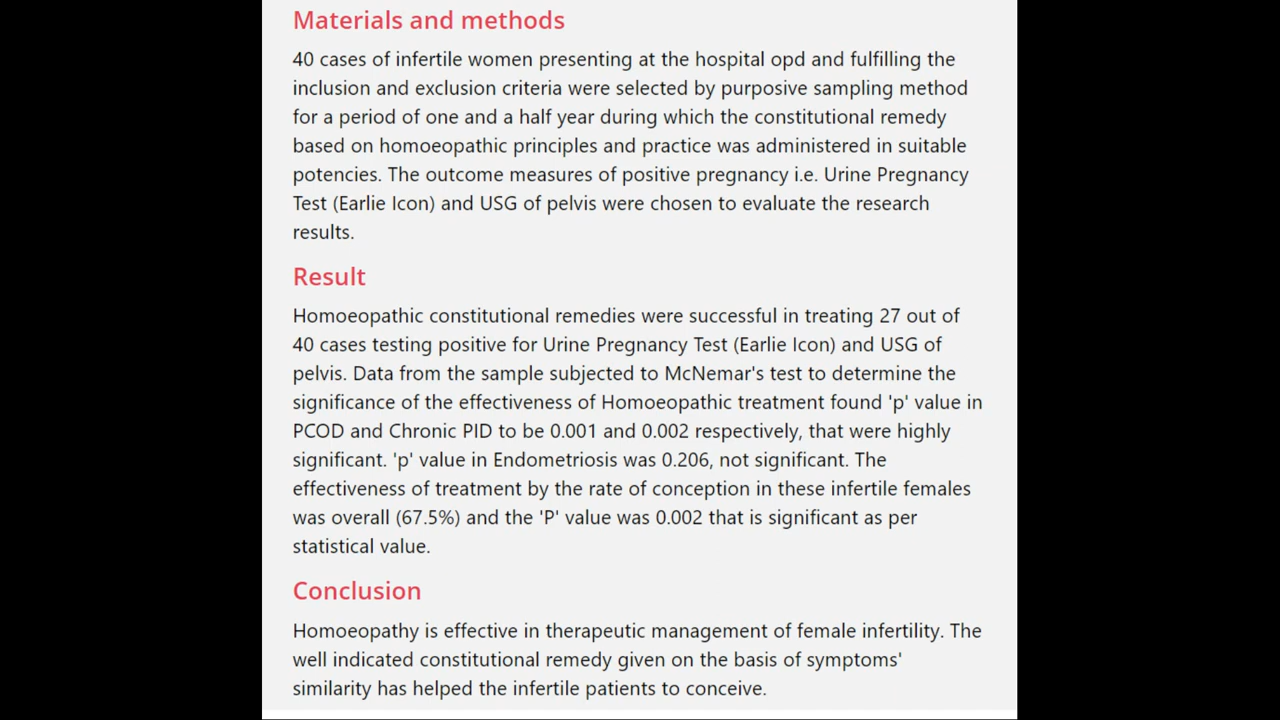 Materials and methods
40 cases of infertile women presenting at the hospital opd and fulfilling the
inclusion and exclusion criteria were selected by purposive sampling method
for a period of one and a half year during which the constitutional remedy
based on homoeopathic principles and practice was administered in suitable
potencies. The outcome measures of positive pregnancy i.e. Urine Pregnancy
Test (Earlie Icon) and USG of pelvis were chosen to evaluate the research
results.
Result
Homoeopathic constitutional remedies were successful in treating 27 out of
40 cases testing positive for Urine Pregnancy Test (Earlie Icon) and USG of
pelvis. Data from the sample subjected to McNemar's test to determine the
significance of the effectiveness of Homoeopathic treatment found 'p' value in
PCOD and Chronic PID to be 0.001 and 0.002 respectively, that were highly
significant. 'p' value in Endometriosis was 0.206, not significant. The
effectiveness of treatment by the rate of conception in these infertile females
was overall (67.5%) and the 'P' value was 0.002 that is significant as per
statistical value.
Conclusion
Homoeopathy is effective in therapeutic management of female infertility. The
well indicated constitutional remedy given on the basis of symptoms'
similarity has helped the infertile patients to conceive.